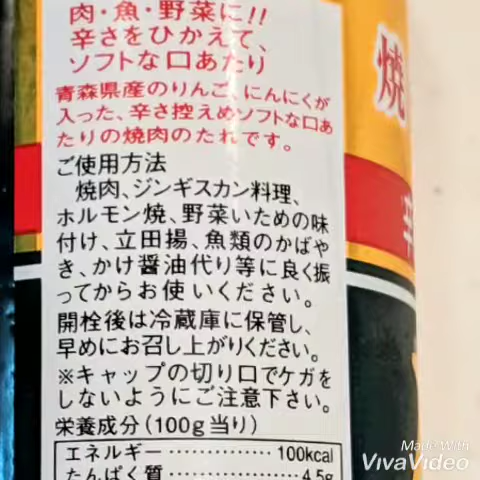 肉・魚・野菜に!!
辛さをひかえて、
ソフトな口あたり
青森県産のりんご、にんにくが
入った、辛さ控えめソフトな口あ
たりの焼肉のたれです。
ご使用方法
焼肉、ジンギスカン料理、
ホルモン焼、野菜いための味
付け、立田揚、魚類のかばや
き、かけ醤油代り等に良く振
ってからお使いください。
開栓後は冷蔵庫に保管し、
早めにお召し上がりください。
※キャップの切り口でケガを
しないようにご注意下さい。
栄養成分(100g当り)
エネルギー 100kcal
たんぱく質 4.5g
焼
Made With
VivaVideo